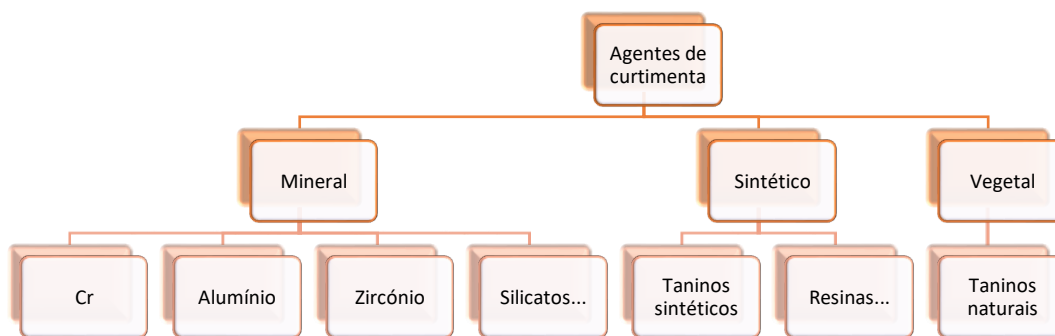 Agentes de
curtimenta
Mineral
Sintético
Vegetal
Cr
Alumínio
Zircónio
Silicatos...
Taninos
sintéticos
Resinas...
Taninos
naturais